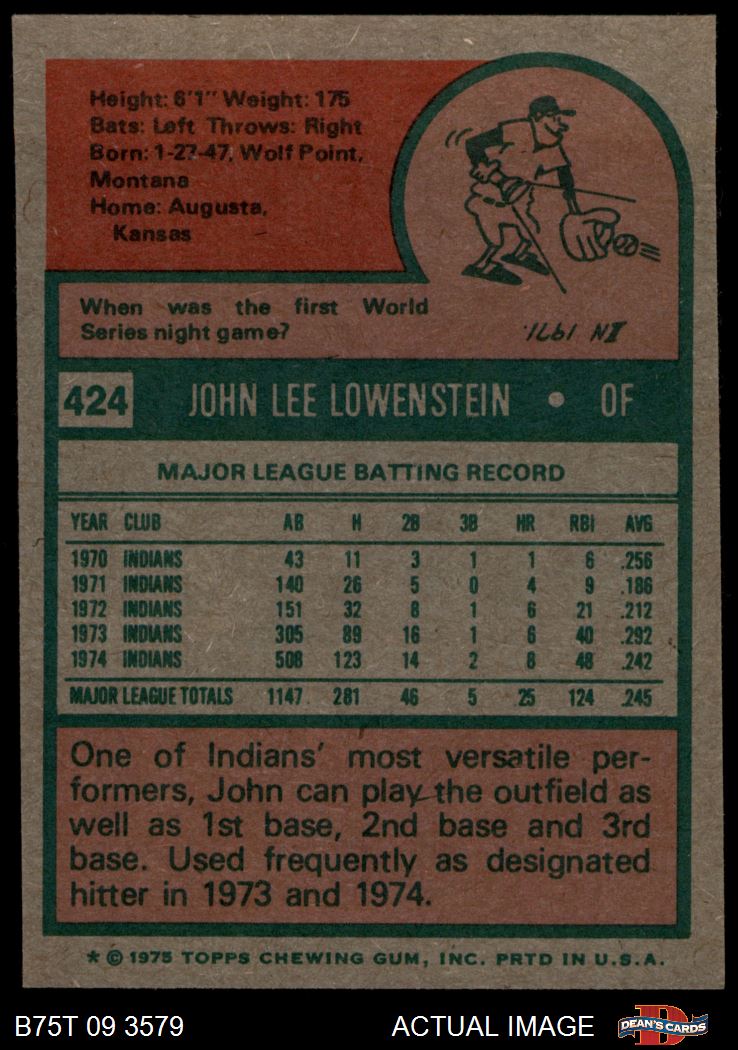 Height: 6'1" Weight: 175
Bats: Left Throws: Right
Born: 1-27-47, Wolf Point,
Montana
Home: Augusta,
Kansas
When was the first World
Series night game?
IN 1971.
424 JOHN LEE LOWENSTEIN • OF
MAJOR LEAGUE BATTING RECORD
YEAR CLUB AB H 2B 3B HR RBI AVG
1970 INDIANS 43 11 3 1 1 6 .256
1971 INDIANS 140 26 5 0 4 9 .186
1972 INDIANS 151 32 8 1 6 21 .212
1973 INDIANS 305 89 16 1 6 40 .292
1974 INDIANS 508 123 14 2 8 48 .242
MAJOR LEAGUE TOTALS 1147 281 46 5 25 124 .245
One of Indians' most versatile per-
formers, John can play the outfield as
well as 1st base, 2nd base and 3rd
base. Used frequently as designated
hitter in 1973 and 1974.
* © 1975 TOPPS CHEWING GUM, INC. PRTD IN U.S.A.
B75T 09 3579 ACTUAL IMAGE D DEAN'S CARDS